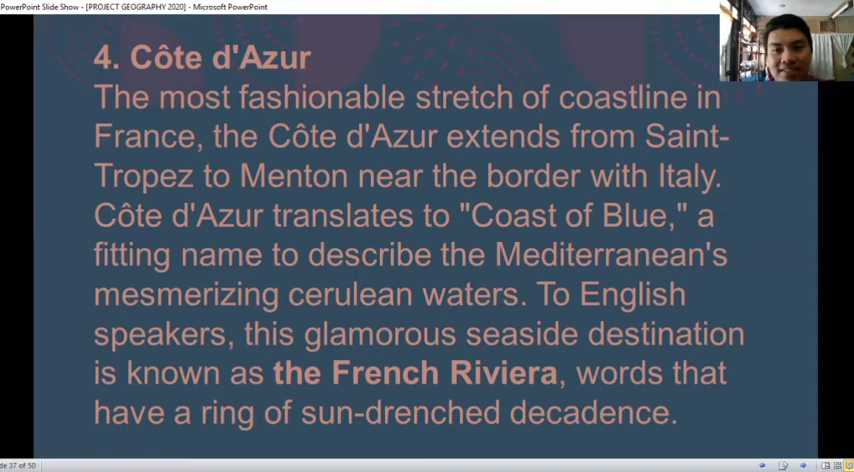 PowerPoint Slide Show - [PROJECT GEOGRAPHY 2020] - Microsoft PowerPoint
4. Côte d'Azur
The most fashionable stretch of coastline in
France, the Côte d'Azur extends from Saint-
Tropez to Menton near the border with Italy.
Côte d'Azur translates to "Coast of Blue," a
fitting name to describe the Mediterranean's
mesmerizing cerulean waters. To English
speakers, this glamorous seaside destination
is known as the French Riviera, words that
have a ring of sun-drenched decadence.
de 37 of 50